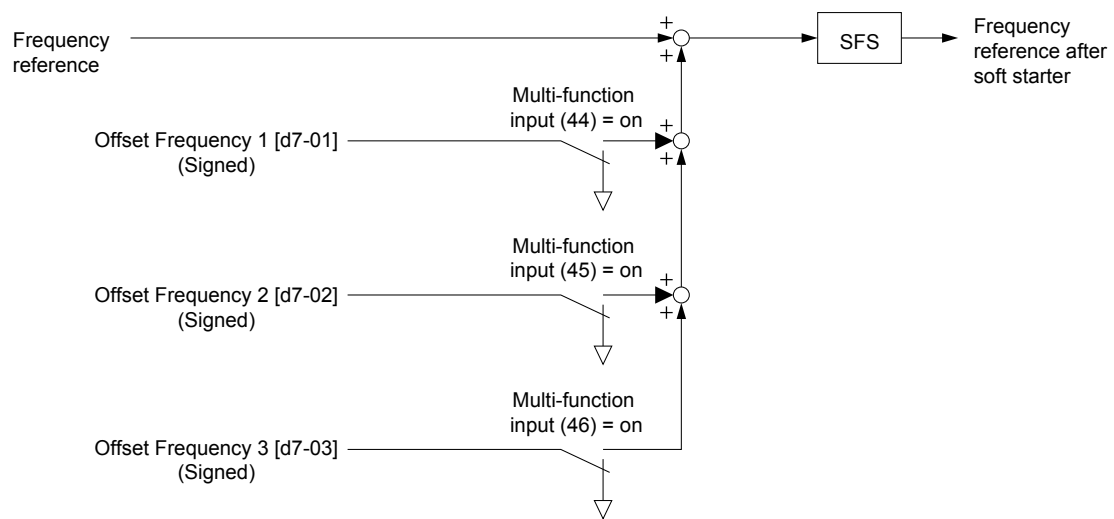 Frequency
reference
+
+
SFS
Frequency
reference after
soft starter
Multi-function
input (44) = on
Offset Frequency 1 [d7-01]
(Signed)
+
+
Multi-function
input (45) = on
Offset Frequency 2 [d7-02]
(Signed)
+
+
Multi-function
input (46) = on
Offset Frequency 3 [d7-03]
(Signed)